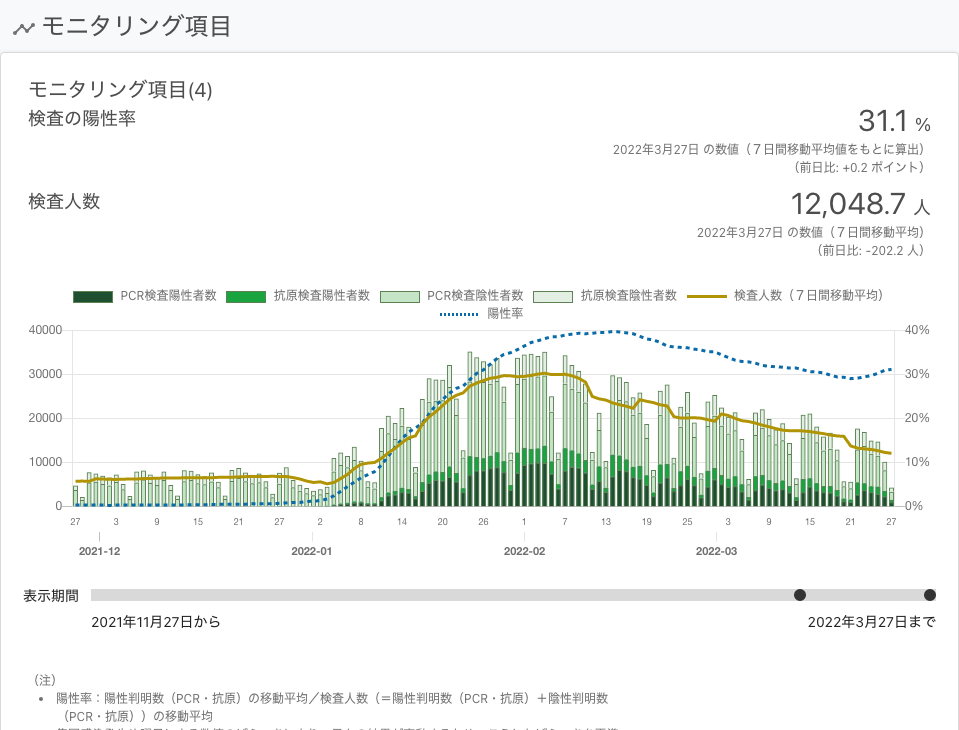 モニタリング項目
モニタリング項目(4)
検査の陽性率
31.1 %
2022年3月27日 の数値（７日間移動平均値をもとに算出）
（前日比: +0.2 ポイント）
検査人数
12,048.7 人
2022年3月27日 の数値（７日間移動平均）
（前日比: -202.2 人）
PCR検査陽性者数 抗原検査陽性者数 PCR検査陰性者数 抗原検査陰性者数 検査人数（７日間移動平均）
陽性率
40000 40%
30000 30%
20000 20%
10000 10%
0 0%
27 3 9 15 21 27 2 8 14 20 26 1 7 13 19 25 3 9 15 21 27
2021-12 2022-01 2022-02 2022-03
表示期間
2021年11月27日から 2022年3月27日まで
（注）
• 陽性率：陽性判明数（PCR・抗原）の移動平均／検査人数（＝陽性判明数（PCR・抗原）＋陰性判明数
（PCR・抗原））の移動平均